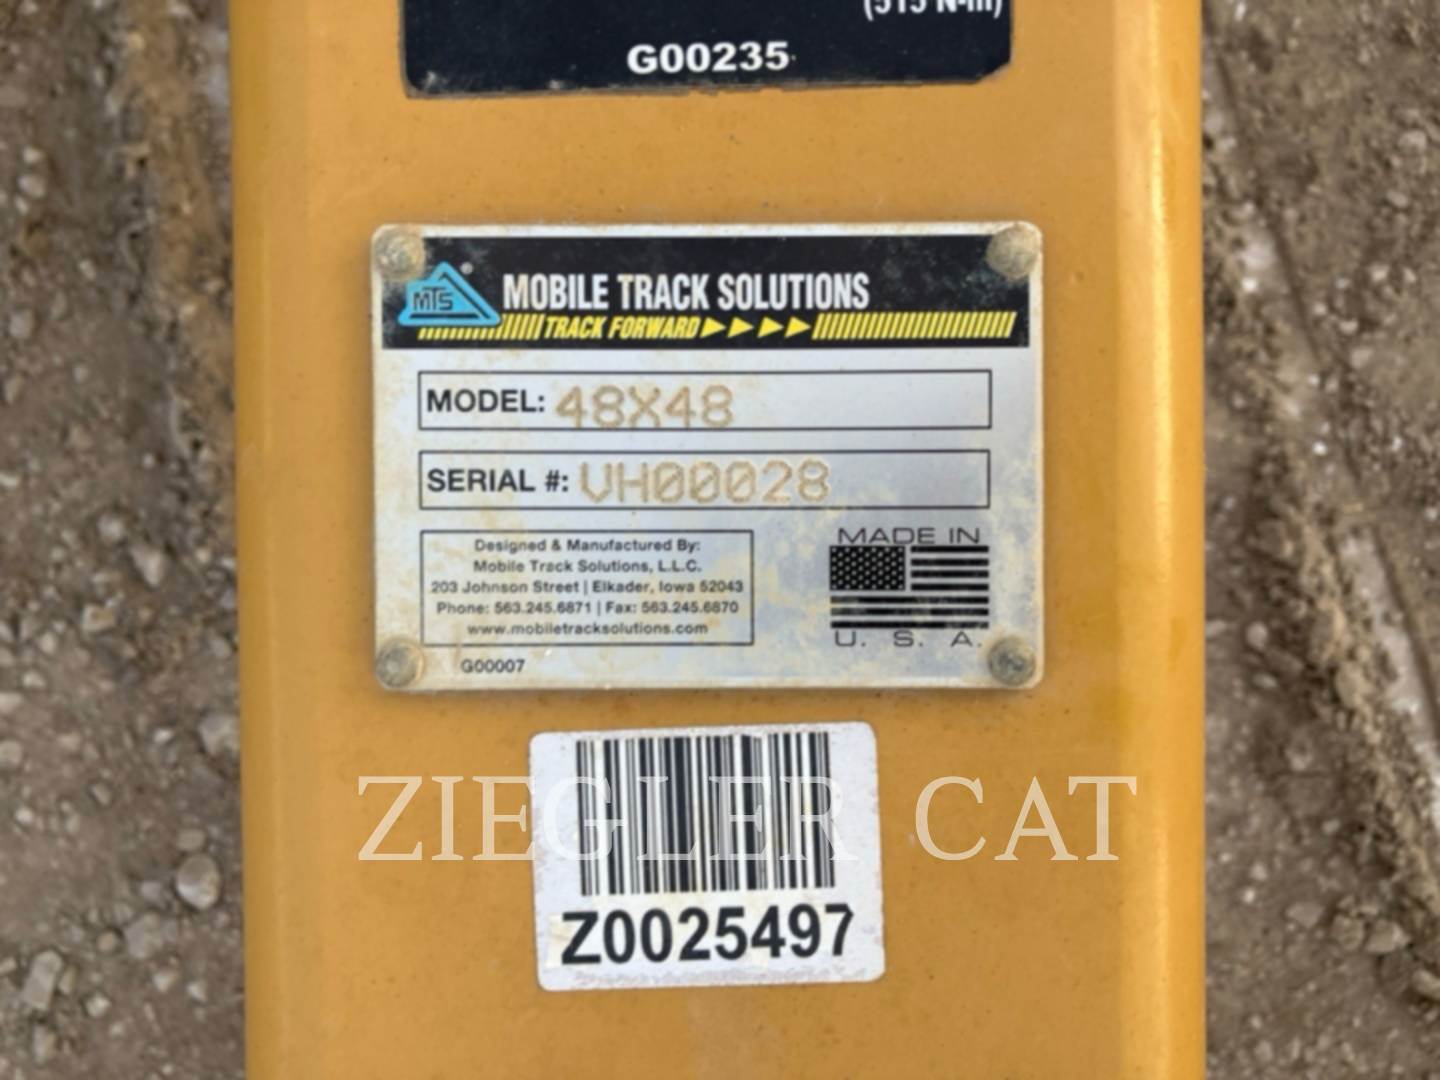 (515 N-m)
G00235
MTS®
MOBILE TRACK SOLUTIONS
TRACK FORWARD
MODEL: 48X48
SERIAL #: VH00028
Designed & Manufactured By:
Mobile Track Solutions, L.L.C.
203 Johnson Street | Elkader, Iowa 52043
Phone: 563.245.6871 | Fax: 563.245.6870
www.mobiletracksolutions.com
G00007
MADE IN
U. S. A.
ZIEGLER CAT
Z0025497